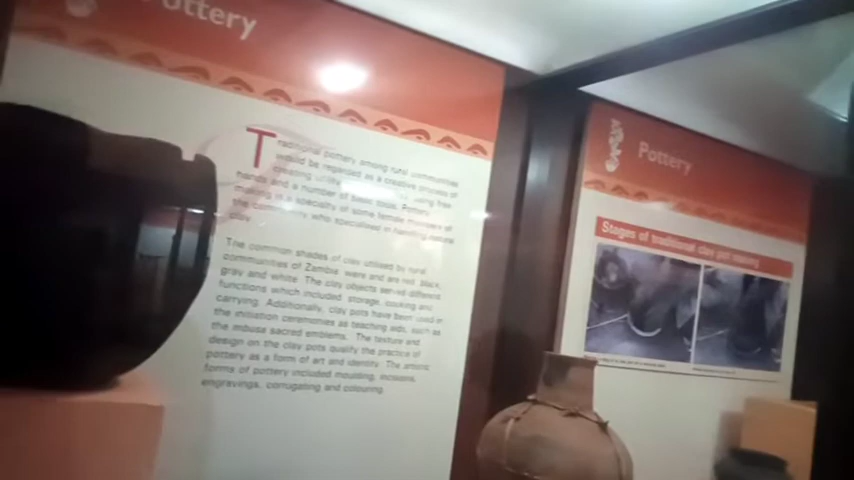 Pottery
Traditional pottery among rural communities
would be regarded as a creative process of
creating utility using free
hands and a number of basic tools. Pottery
making is a specialty of some female members of
the community who specialised in handling nature
clay.
The common shades of clay utilised by rural
communities of Zambia were and are red, black,
gray and white. The clay objects served different
functions which included storage, cooking and
carrying. Additionally, clay pots have been used in
the initiation ceremonies as teaching aids, such as
the mbusa sacred emblems. The texture and
design on the clay pots qualify the practice of
pottery as a form of art and identity. The artistic
forms of pottery included moulding, incisions,
engravings, corrugating and colouring.
Pottery
Stages of traditional clay pot making